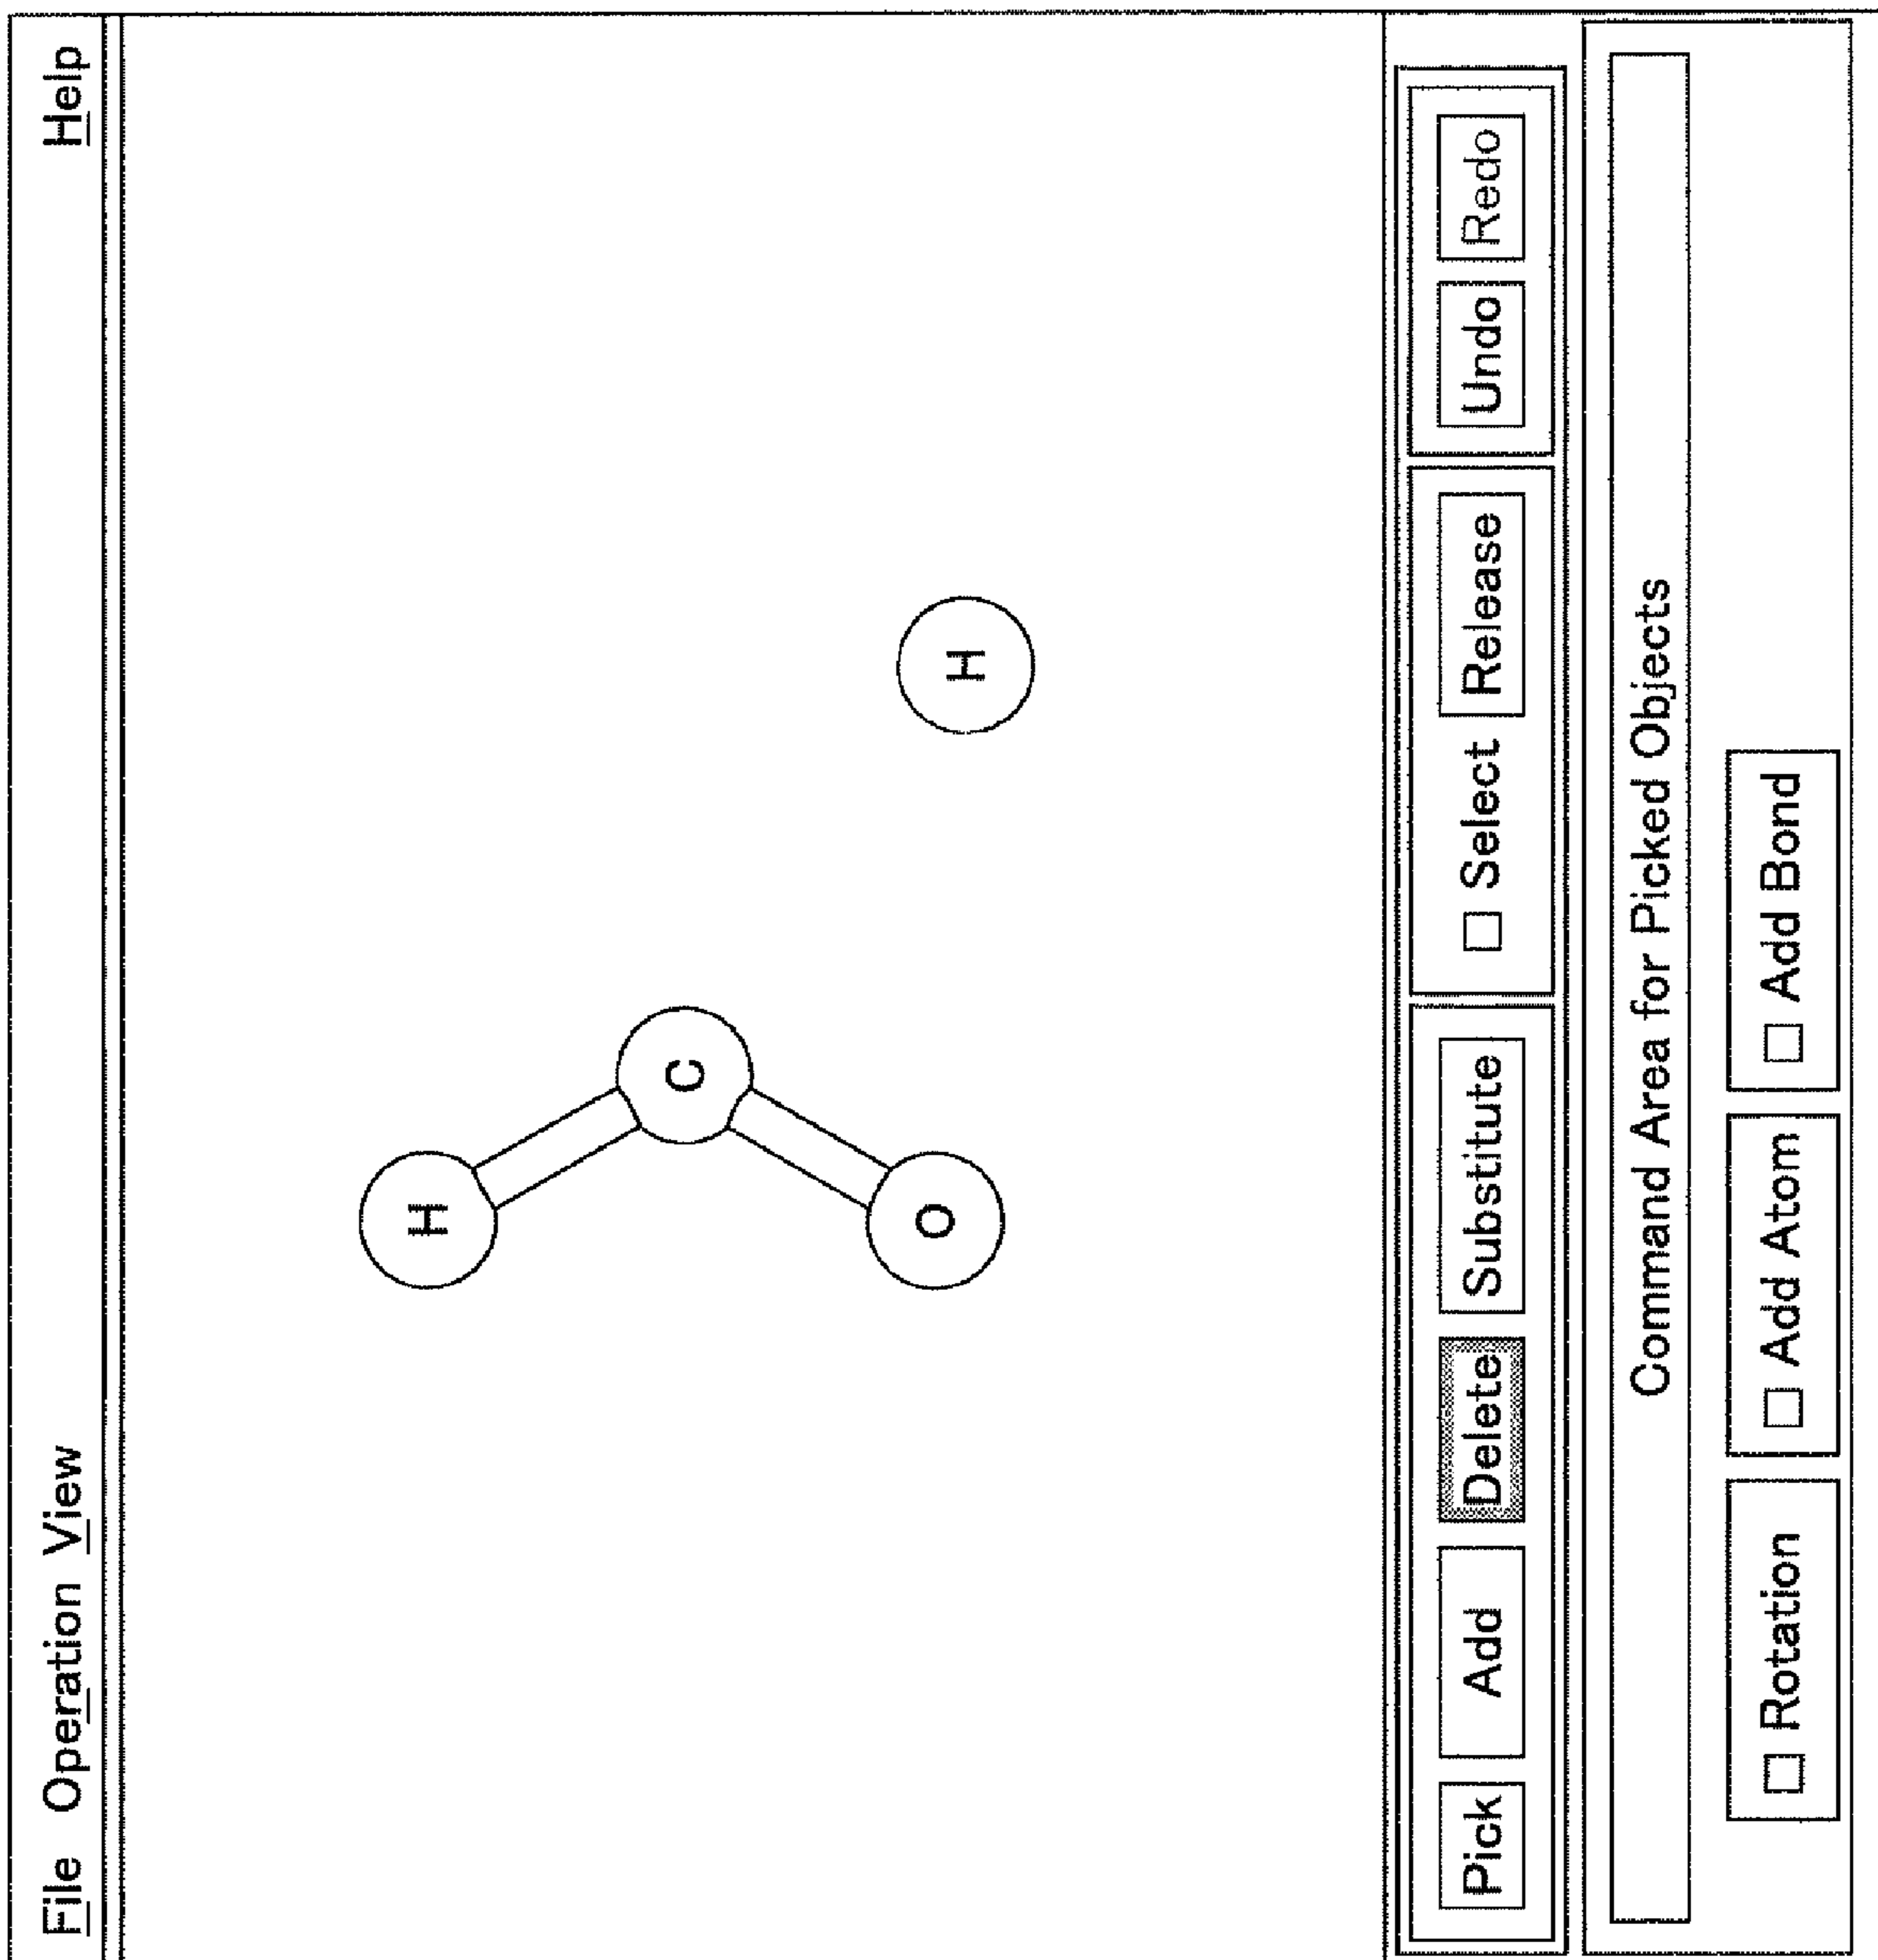 File Operation View Help
H
C
O H
Pick Add Delete Substitute Select Release Undo Redo
Command Area for Picked Objects
Rotation Add Atom Add Bond